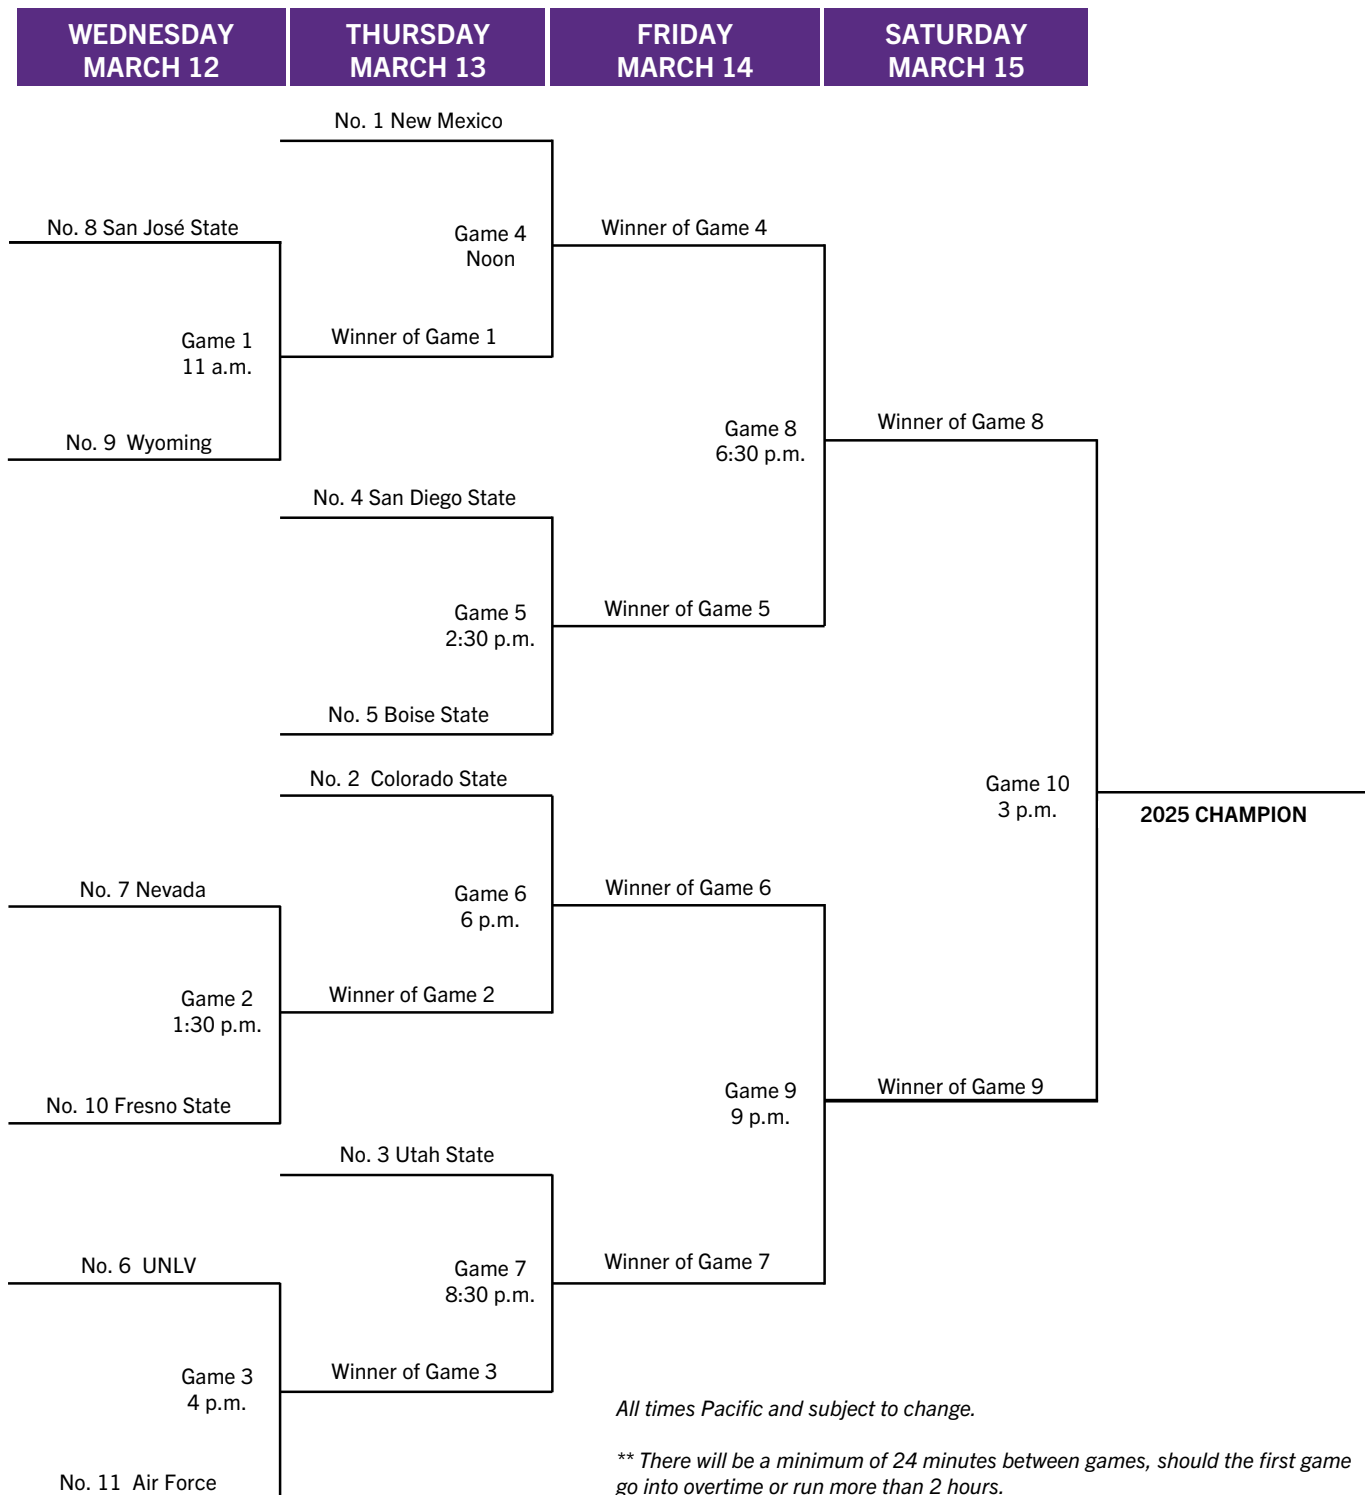 WEDNESDAY
MARCH 12
THURSDAY
MARCH 13
FRIDAY
MARCH 14
SATURDAY
MARCH 15
No. 1 New Mexico
No. 8 San José State
Game 4
Noon
Winner of Game 4
Game 1
11 a.m.
Winner of Game 1
No. 9 Wyoming
Game 8
6:30 p.m.
Winner of Game 8
No. 4 San Diego State
Game 5
2:30 p.m.
Winner of Game 5
No. 5 Boise State
No. 2 Colorado State
Game 10
3 p.m.
2025 CHAMPION
No. 7 Nevada
Game 6
6 p.m.
Winner of Game 6
Game 2
1:30 p.m.
Winner of Game 2
No. 10 Fresno State
Game 9
9 p.m.
Winner of Game 9
No. 3 Utah State
No. 6 UNLV
Game 7
8:30 p.m.
Winner of Game 7
Game 3
4 p.m.
Winner of Game 3
No. 11 Air Force
All times Pacific and subject to change.
** There will be a minimum of 24 minutes between games, should the first game
go into overtime or run more than 2 hours.